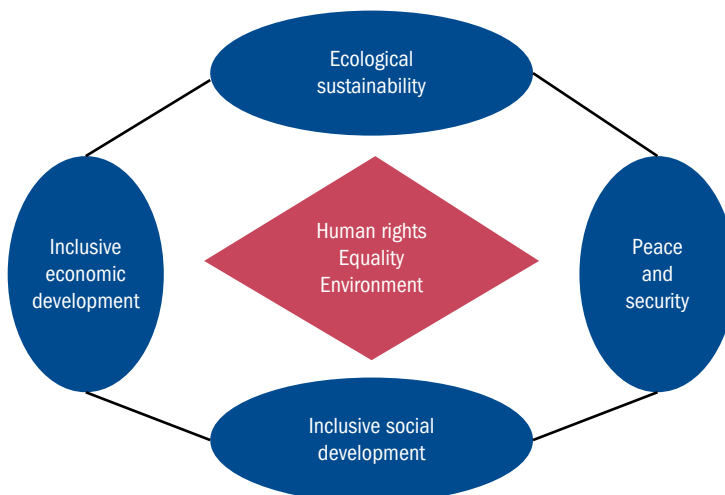 Ecological
sustainability
Inclusive
economic
development
Human rights
Equality
Environment
Peace
and
security
Inclusive social
development